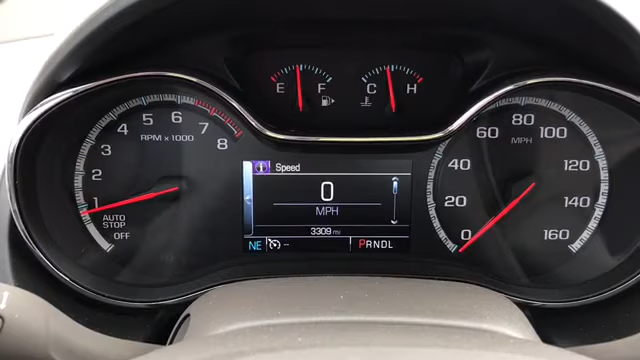 E F
C H
1 2 3 4 5 6 7 8
RPM x 1000
AUTO
STOP
OFF
i Speed
0
MPH
3309 mi
NE -- PRNDL
0 20 40 60 80 100 120 140 160
MPH